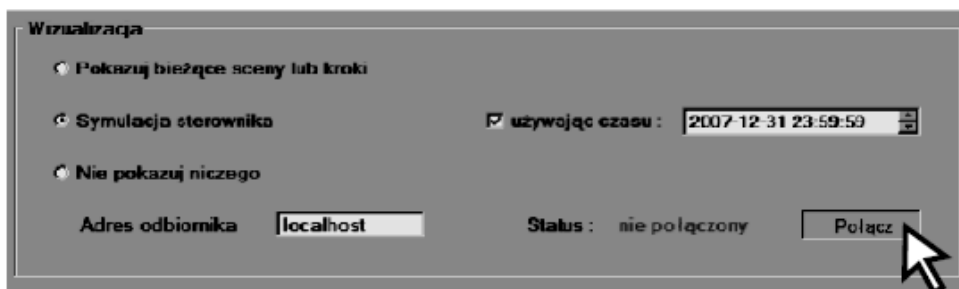 Wizualizacja
Pokazuj bieżące sceny lub kroki
Symulacja sterownika używając czasu : 2007-12-31 23:59:59
Nie pokazuj niczego
Adres odbiornika localhost Status : nie połączony Połącz